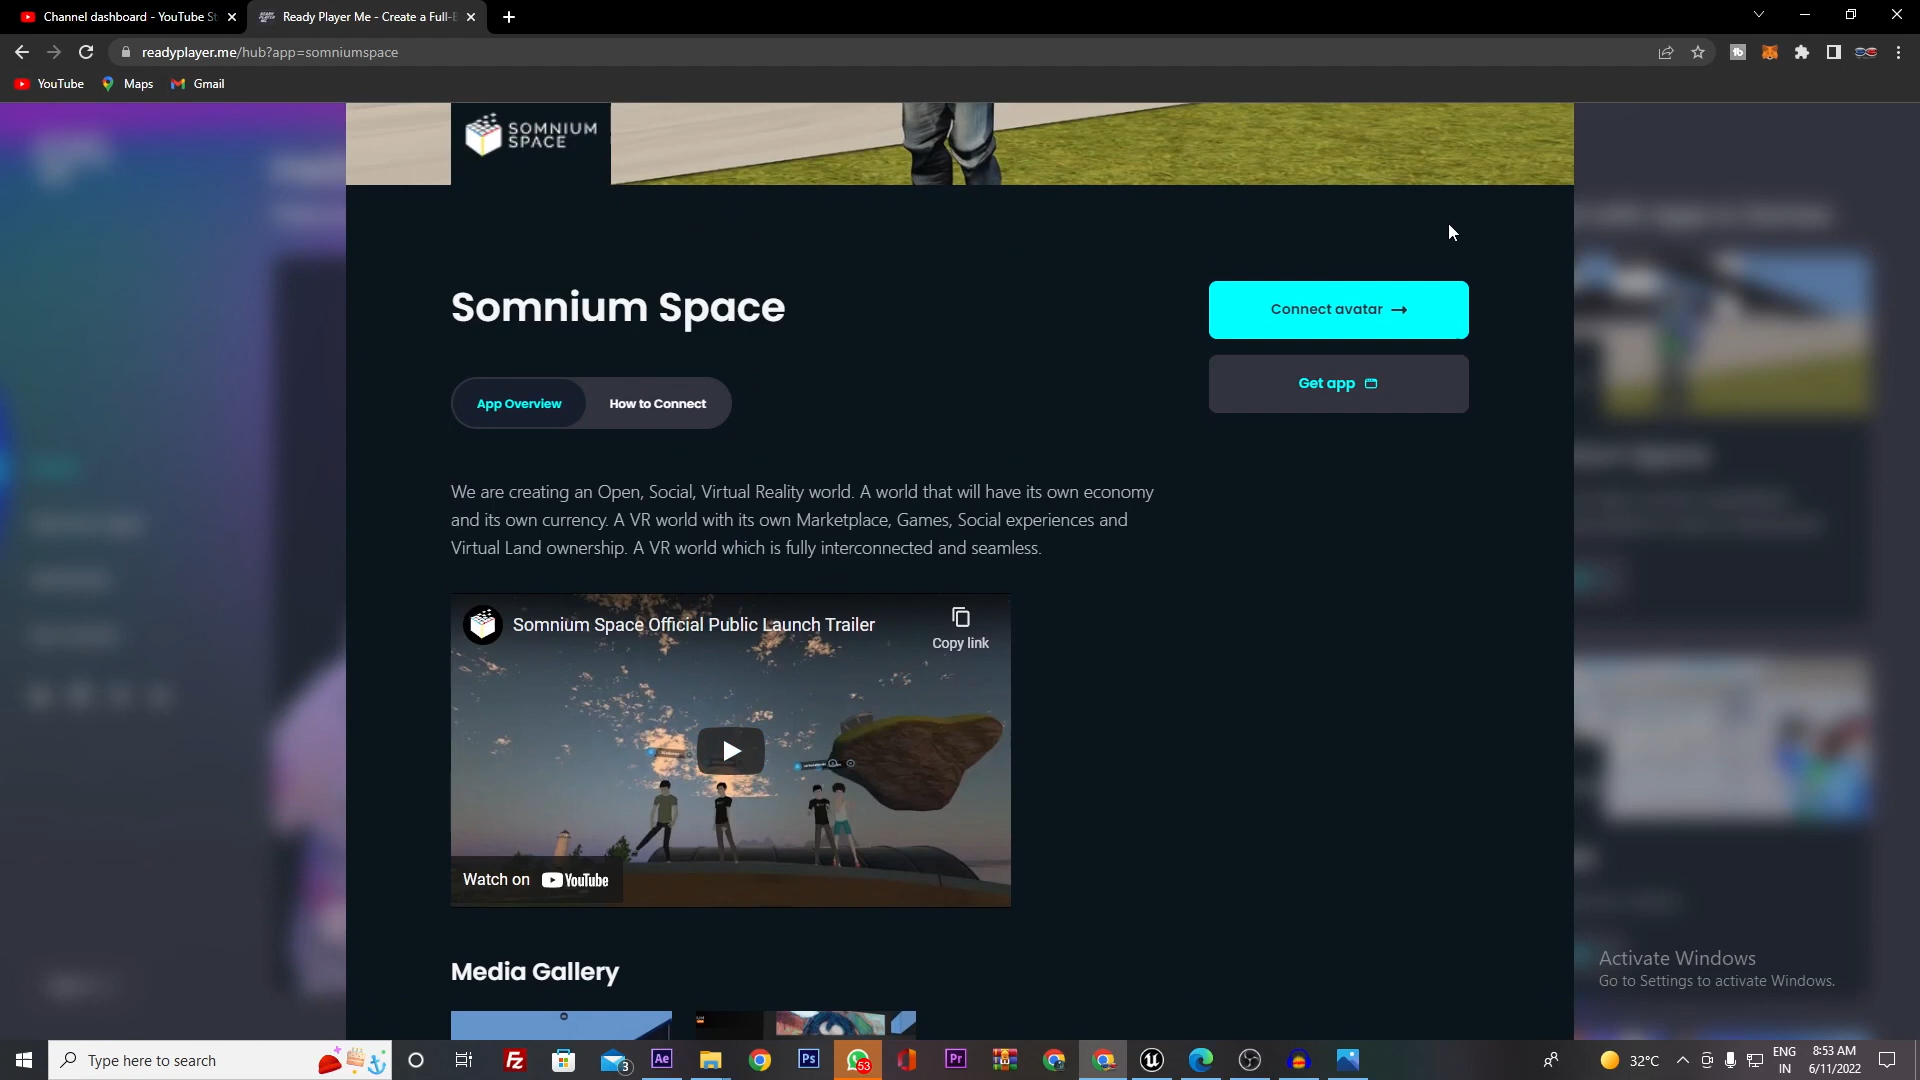 Channel dashboard - YouTube St
Ready Player Me - Create a Full-B
readyplayer.me/hub?app=somniumspace
YouTube
Maps
Gmail
SOMNIUM
SPACE
Somnium Space
Connect avatar →
Get app
App Overview
How to Connect
We are creating an Open, Social, Virtual Reality world. A world that will have its own economy
and its own currency. A VR world with its own Marketplace, Games, Social experiences and
Virtual Land ownership. A VR world which is fully interconnected and seamless.
Somnium Space Official Public Launch Trailer
Copy link
Watch on YouTube
Media Gallery
Activate Windows
Go to Settings to activate Windows.
Type here to search
3
Ae
Ps
53
Pr
32°C
ENG
IN
8:53 AM
6/11/2022